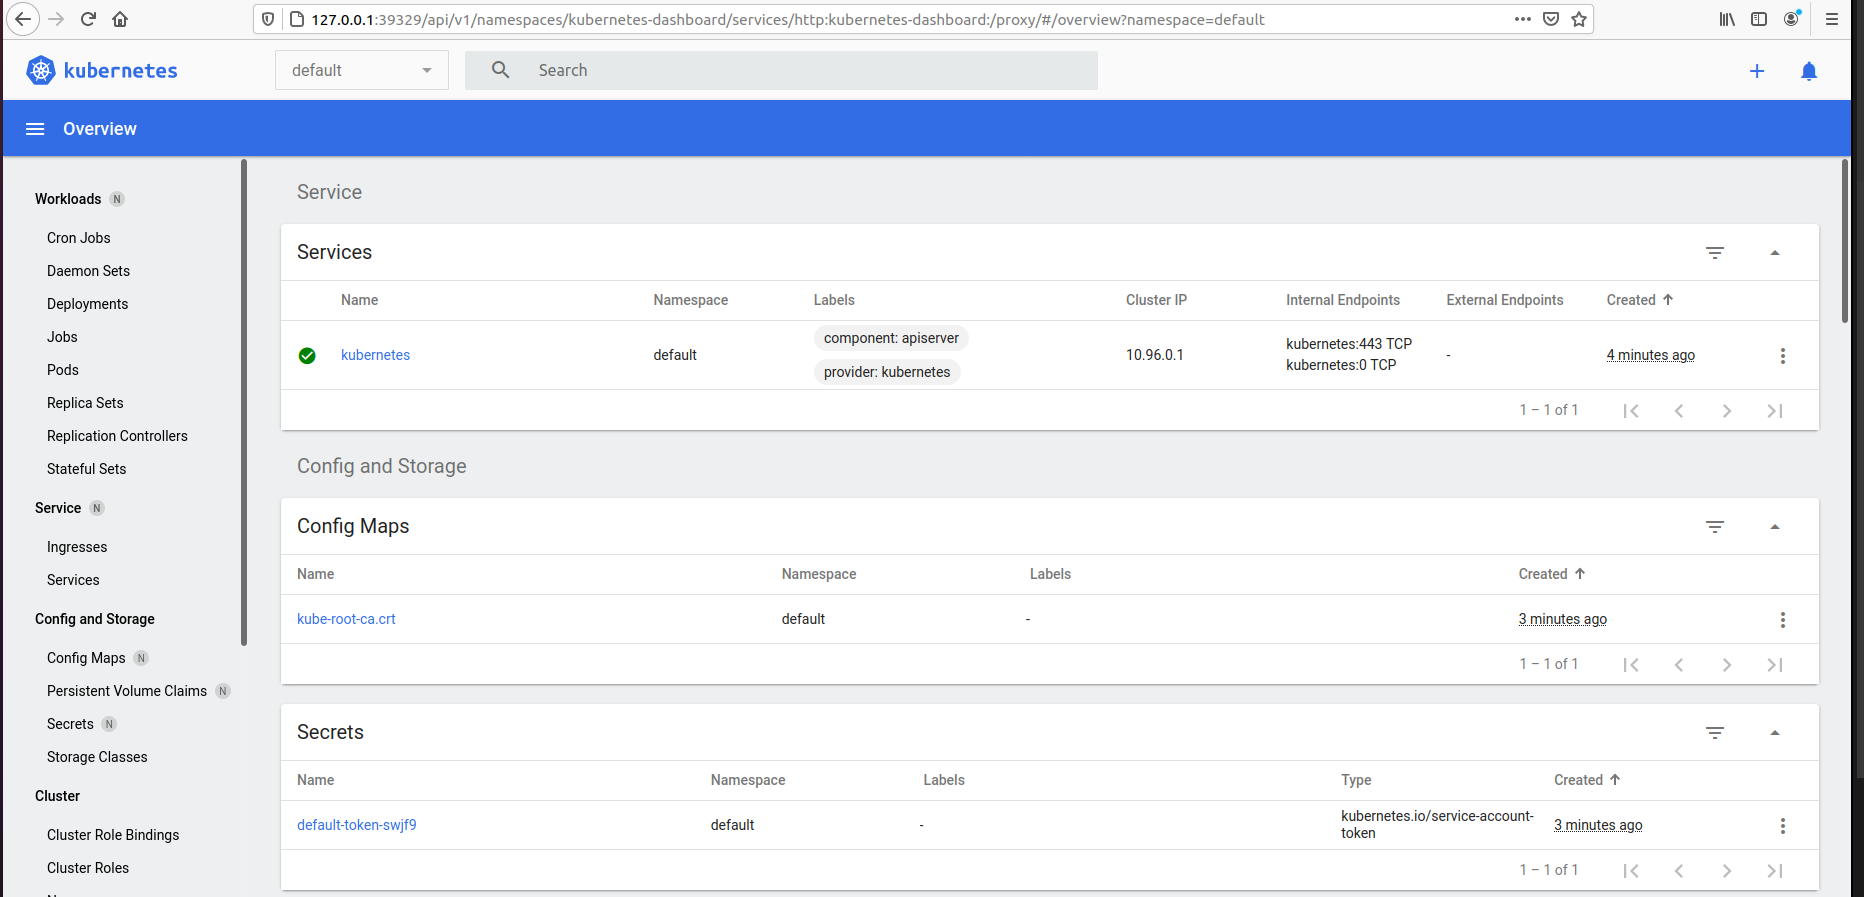 127.0.0.1:39329/api/v1/namespaces/kubernetes-dashboard/services/http:kubernetes-dashboard:/proxy/#/overview?namespace=default
kubernetes
default
Search
Overview
Workloads N
Cron Jobs
Daemon Sets
Deployments
Jobs
Pods
Replica Sets
Replication Controllers
Stateful Sets
Service N
Ingresses
Services
Config and Storage
Config Maps N
Persistent Volume Claims N
Secrets N
Storage Classes
Cluster
Cluster Role Bindings
Cluster Roles
Service
Services
Name Namespace Labels Cluster IP Internal Endpoints External Endpoints Created
kubernetes default component: apiserver provider: kubernetes 10.96.0.1 kubernetes:443 TCP kubernetes:0 TCP - 4 minutes ago
1 – 1 of 1
Config and Storage
Config Maps
Name Namespace Labels Created
kube-root-ca.crt default - 3 minutes ago
1 – 1 of 1
Secrets
Name Namespace Labels Type Created
default-token-swjf9 default - kubernetes.io/service-account-token 3 minutes ago
1 – 1 of 1